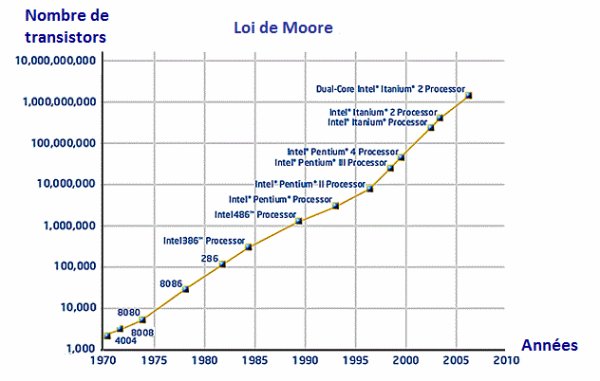 Nombre de
transistors
Loi de Moore
10,000,000,000
Dual-Core Intel® Itanium® 2 Processor
1,000,000,000
Intel® Itanium® 2 Processor
Intel® Itanium® Processor
100,000,000
Intel® Pentium® 4 Processor
Intel® Pentium® III Processor
10,000,000
Intel® Pentium® II Processor
Intel® Pentium® Processor
Intel486™ Processor
1,000,000
Intel386™ Processor
286
100,000
8086
10,000
8080
8008
4004
1,000
1970 1975 1980 1985 1990 1995 2000 2005 2010
Années